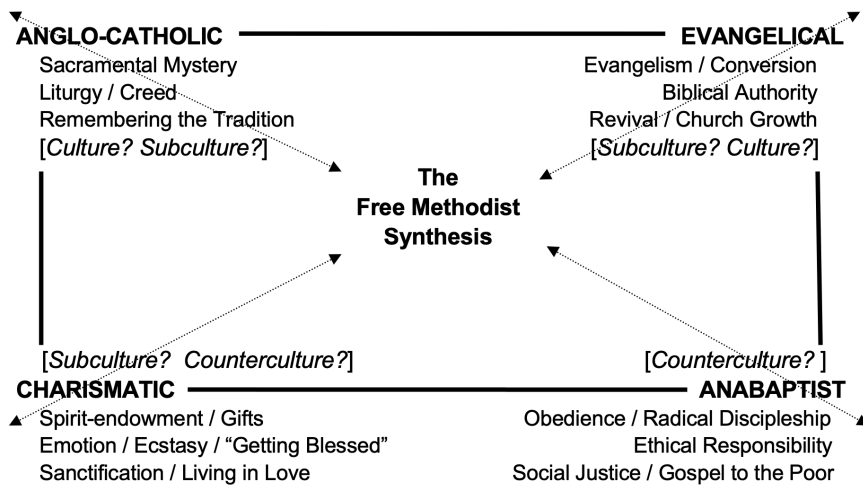 ANGLO-CATHOLIC
Sacramental Mystery
Liturgy / Creed
Remembering the Tradition
[Culture? Subculture?]
EVANGELICAL
Evangelism / Conversion
Biblical Authority
Revival / Church Growth
[Subculture? Culture?]
The
Free Methodist
Synthesis
[Subculture?  Counterculture?]
CHARISMATIC
Spirit-endowment / Gifts
Emotion / Ecstasy / “Getting Blessed”
Sanctification / Living in Love
[Counterculture? ]
ANABAPTIST
Obedience / Radical Discipleship
Ethical Responsibility
Social Justice / Gospel to the Poor